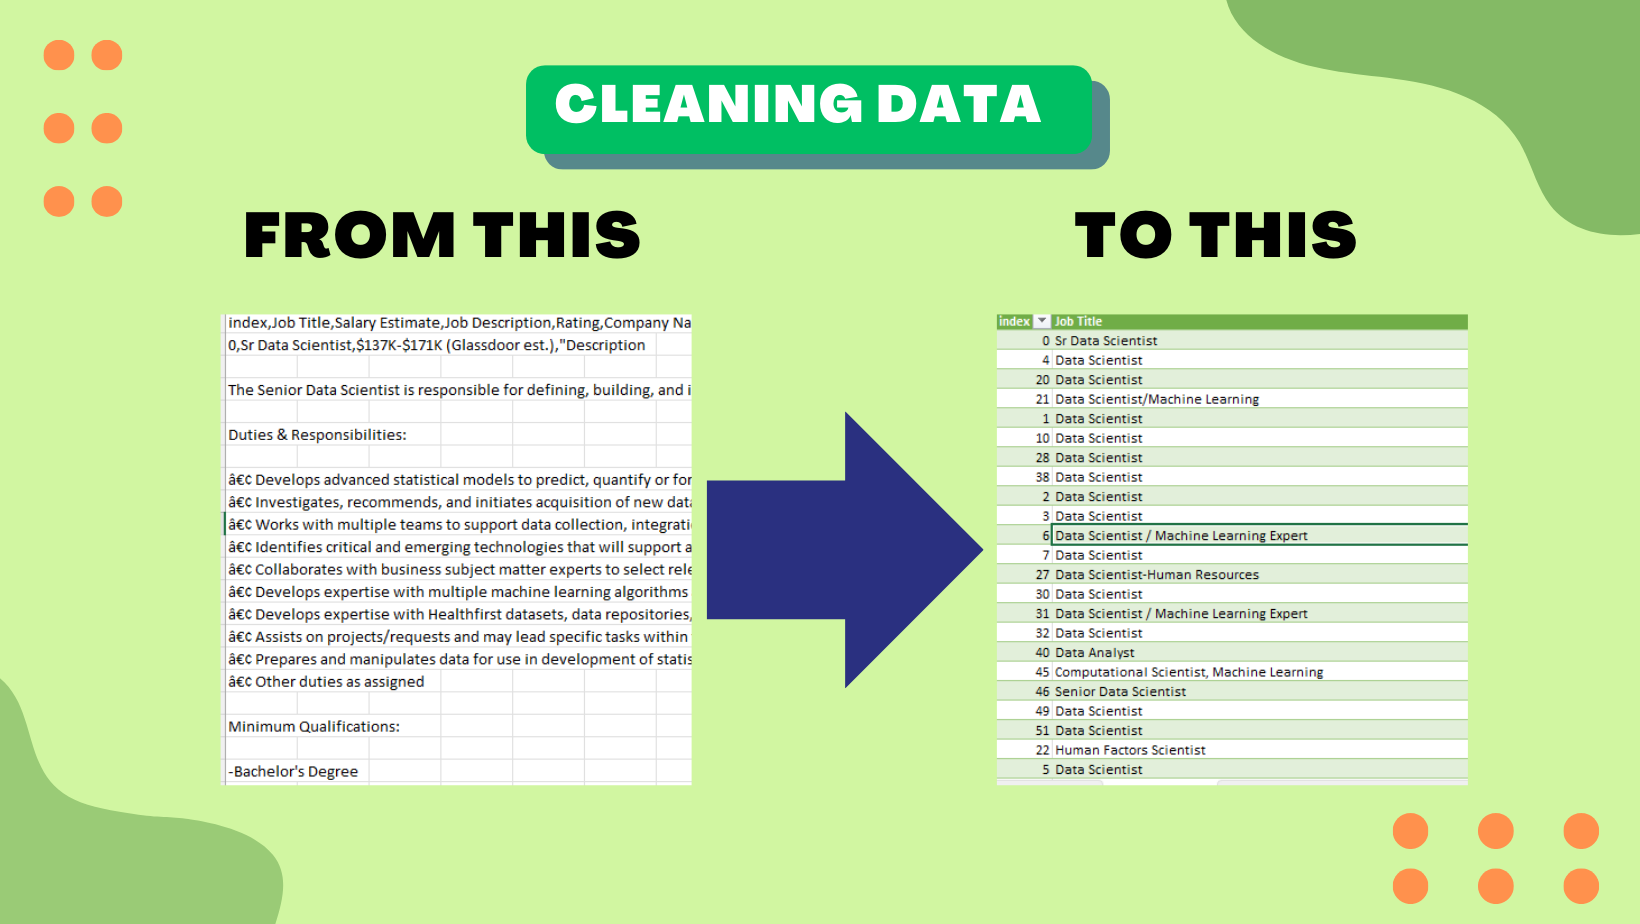 CLEANING DATA
FROM THIS
TO THIS
index,Job Title,Salary Estimate,Job Description,Rating,Company Na
0,Sr Data Scientist,$137K-$171K (Glassdoor est.),"Description
The Senior Data Scientist is responsible for defining, building, and i
Duties & Responsibilities:
â€¢ Develops advanced statistical models to predict, quantify or for
â€¢ Investigates, recommends, and initiates acquisition of new data
â€¢ Works with multiple teams to support data collection, integrati
â€¢ Identifies critical and emerging technologies that will support a
â€¢ Collaborates with business subject matter experts to select rele
â€¢ Develops expertise with multiple machine learning algorithms
â€¢ Develops expertise with Healthfirst datasets, data repositories,
â€¢ Assists on projects/requests and may lead specific tasks within
â€¢ Prepares and manipulates data for use in development of statis
â€¢ Other duties as assigned
Minimum Qualifications:
-Bachelor's Degree
index Job Title
0 Sr Data Scientist
4 Data Scientist
20 Data Scientist
21 Data Scientist/Machine Learning
1 Data Scientist
10 Data Scientist
28 Data Scientist
38 Data Scientist
2 Data Scientist
3 Data Scientist
6 Data Scientist / Machine Learning Expert
7 Data Scientist
27 Data Scientist-Human Resources
30 Data Scientist
31 Data Scientist / Machine Learning Expert
32 Data Scientist
40 Data Analyst
45 Computational Scientist, Machine Learning
46 Senior Data Scientist
49 Data Scientist
51 Data Scientist
22 Human Factors Scientist
5 Data Scientist